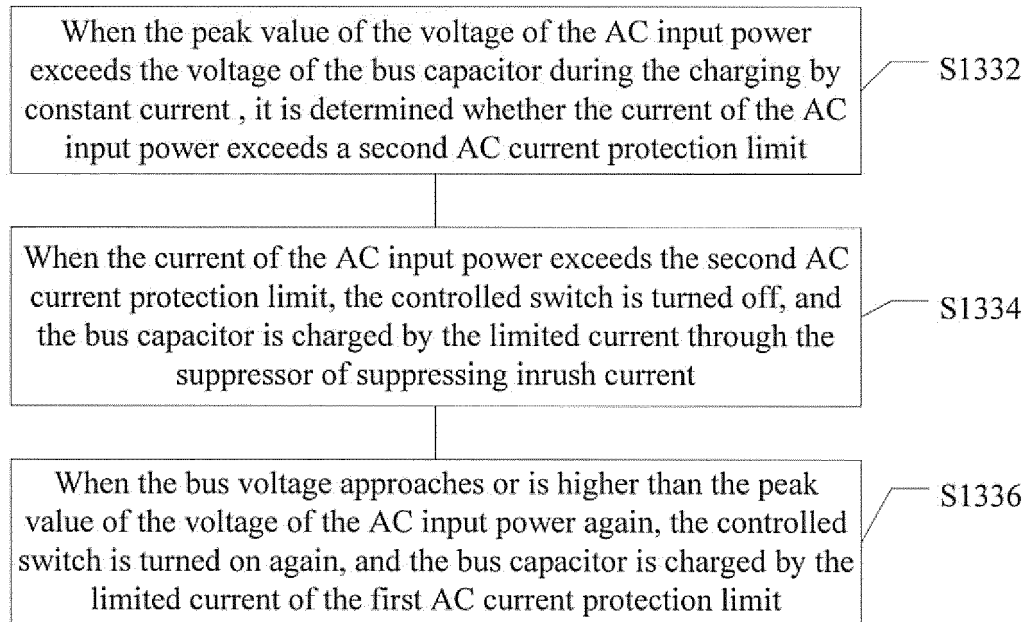 When the peak value of the voltage of the AC input power
exceeds the voltage of the bus capacitor during the charging by
constant current , it is determined whether the current of the AC
input power exceeds a second AC current protection limit
S1332
When the current of the AC input power exceeds the second AC
current protection limit, the controlled switch is turned off, and
the bus capacitor is charged by the limited current through the
suppressor of suppressing inrush current
S1334
When the bus voltage approaches or is higher than the peak
value of the voltage of the AC input power again, the controlled
switch is turned on again, and the bus capacitor is charged by the
limited current of the first AC current protection limit
S1336